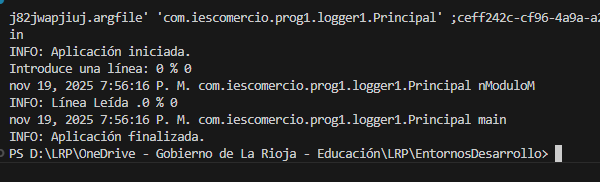 j82jwapjiuj.argfile' 'com.iescomercio.prog1.logger1.Principal' ;ceff242c-cf96-4a9a-a2
in
INFO: Aplicación iniciada.
Introduce una línea: 0 % 0
nov 19, 2025 7:56:16 P. M. com.iescomercio.prog1.logger1.Principal nModuloM
INFO: Línea Leída .0 % 0
nov 19, 2025 7:56:16 P. M. com.iescomercio.prog1.logger1.Principal main
INFO: Aplicación finalizada.
PS D:\LRP\OneDrive - Gobierno de La Rioja - Educación\LRP\EntornosDesarrollo>